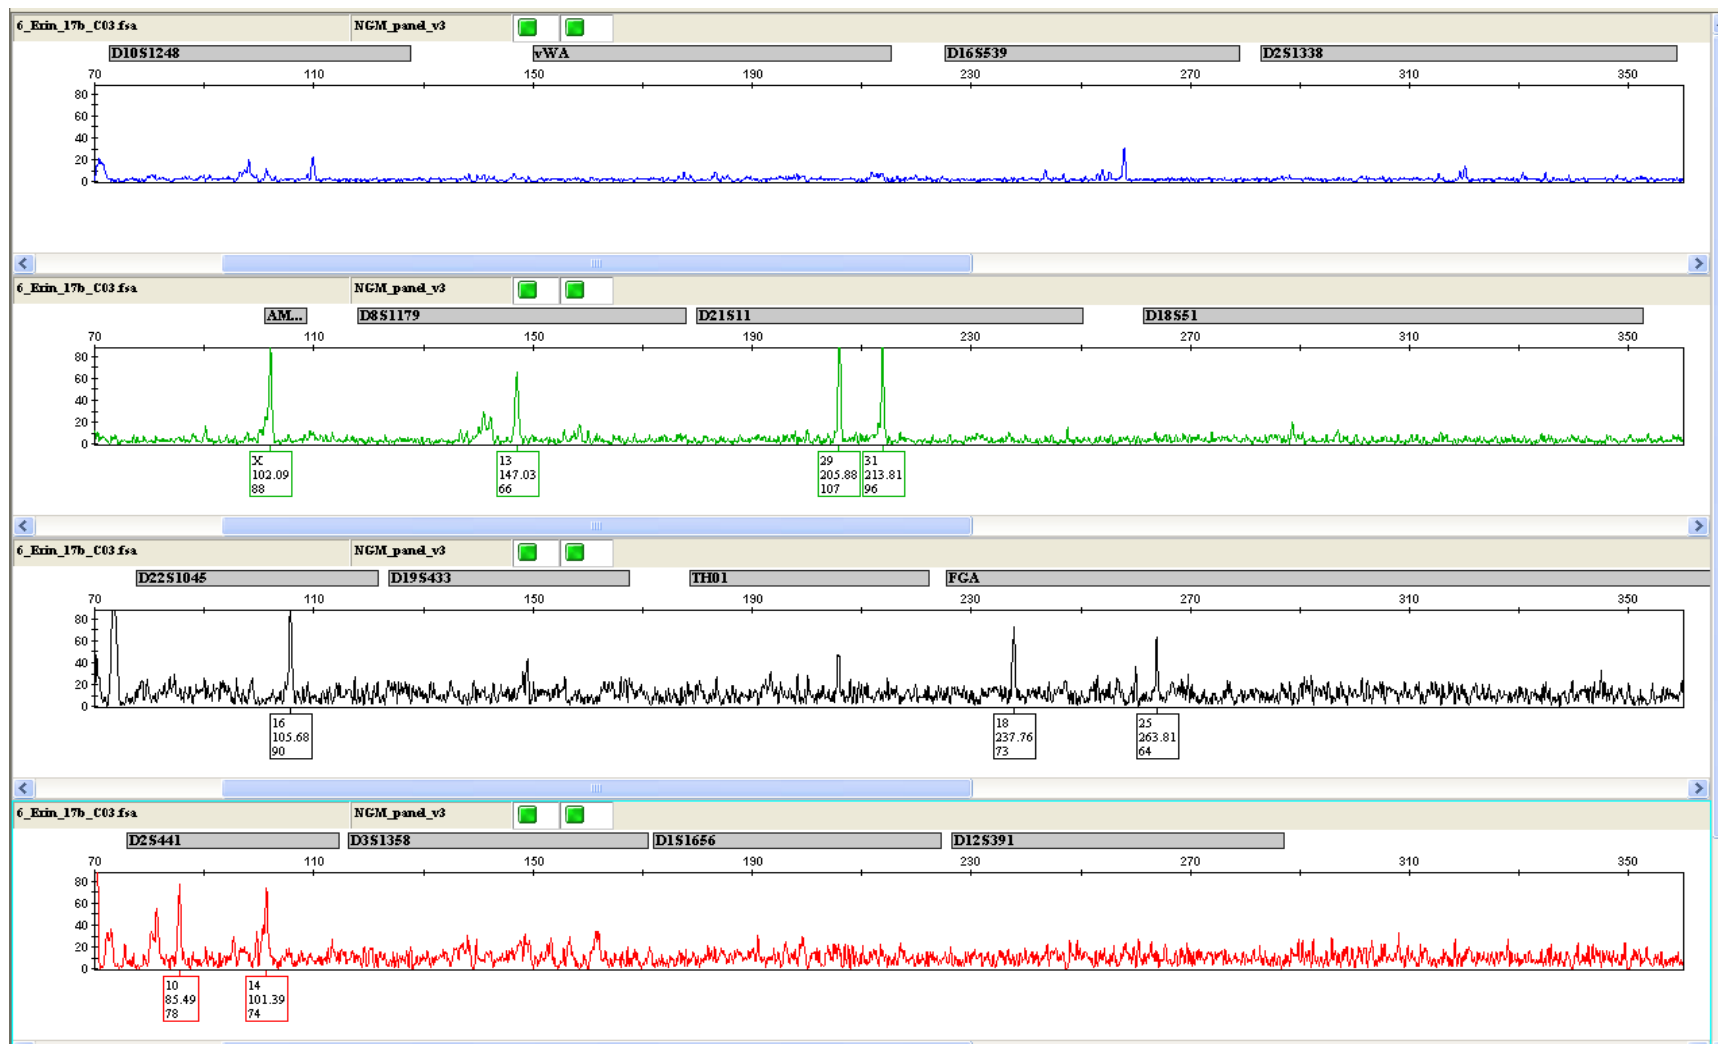 6_Erin_17b_C03.fsa NGM_panel_v3
D10S1248 vWA D16S539 D2S1338
70 110 150 190 230 270 310 350
80
60
40
20
0
6_Erin_17b_C03.fsa NGM_panel_v3
AM... D8S1179 D21S11 D18S51
70 110 150 190 230 270 310 350
80
60
40
20
0
X 13 29 31
102.09 147.03 205.88 213.81
88 66 107 96
6_Erin_17b_C03.fsa NGM_panel_v3
D22S1045 D19S433 TH01 FGA
70 110 150 190 230 270 310 350
80
60
40
20
0
16 18 25
105.68 237.76 263.81
90 73 64
6_Erin_17b_C03.fsa NGM_panel_v3
D2S441 D3S1358 D1S1656 D12S391
70 110 150 190 230 270 310 350
80
60
40
20
0
10 14
85.49 101.39
78 74